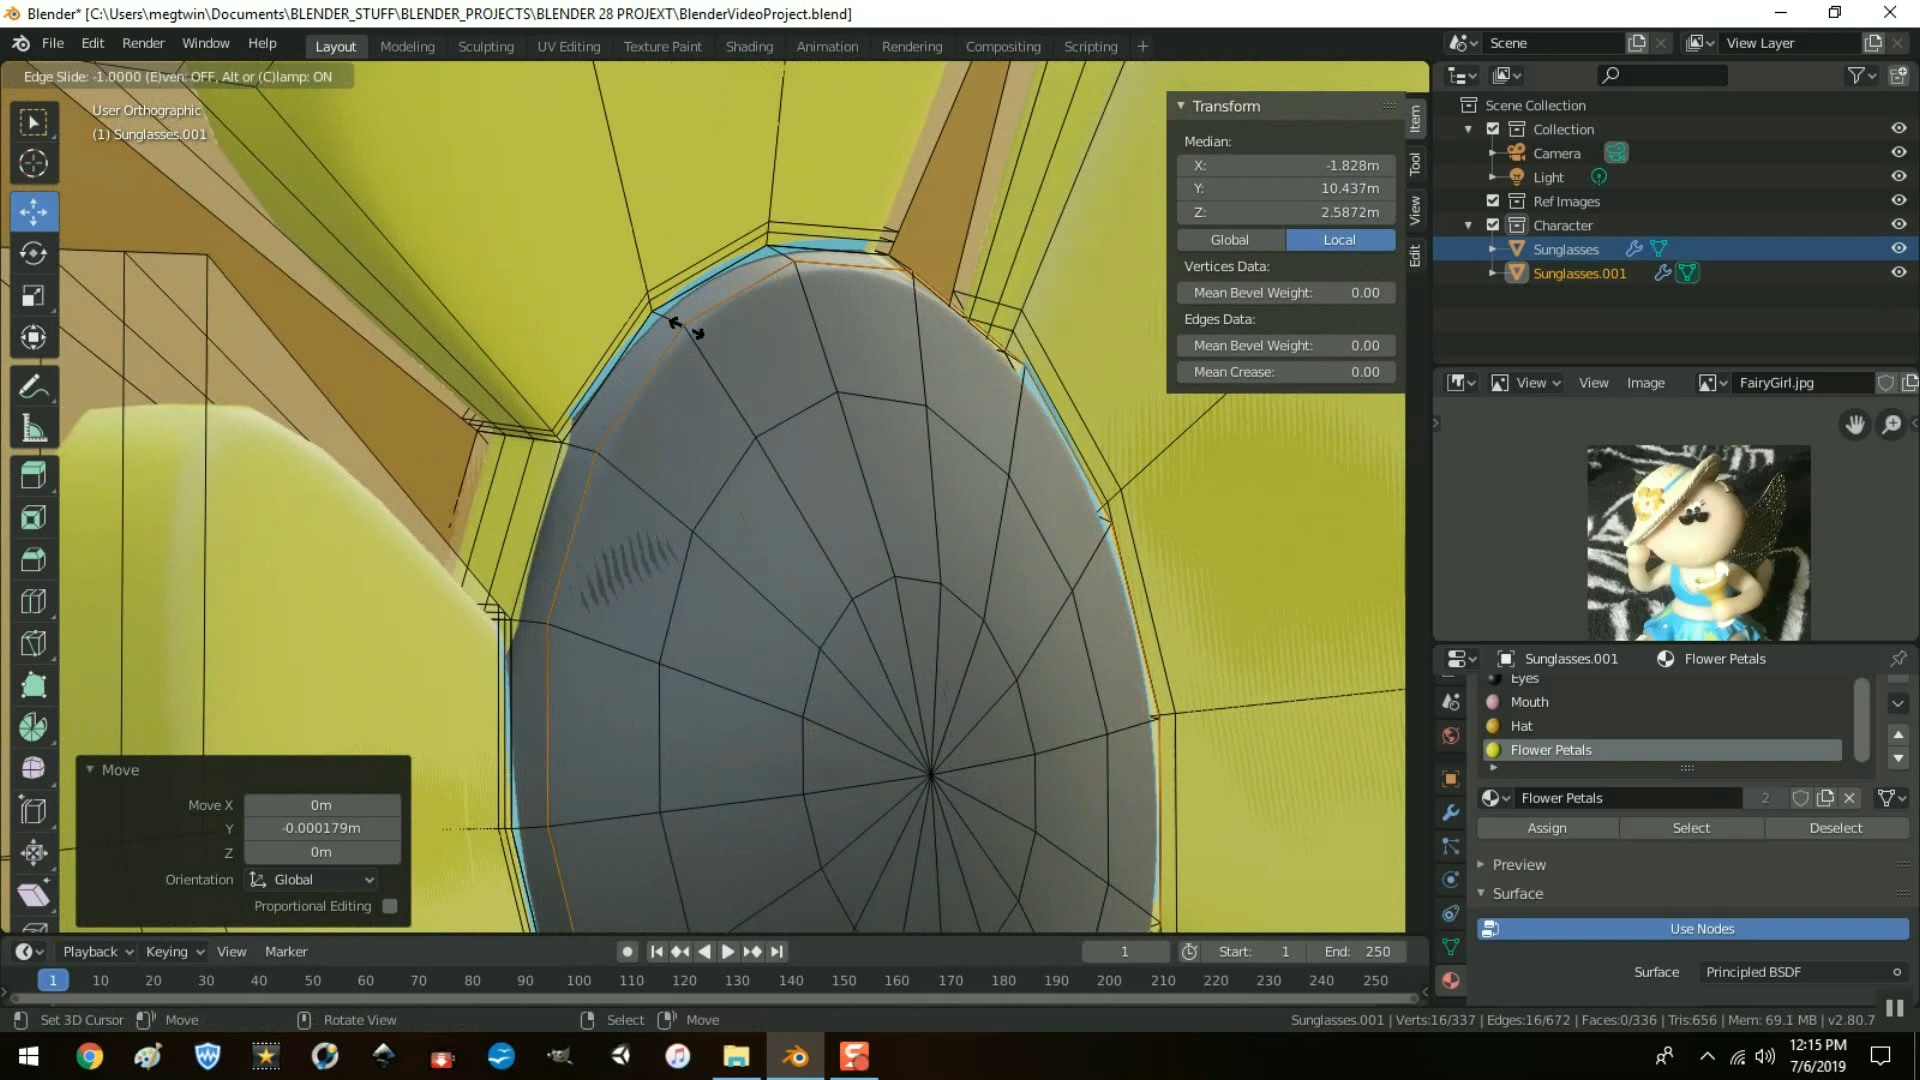 Blender* [C:\Users\megtwin\Documents\BLENDER_STUFF\BLENDER_PROJECTS\BLENDER 28 PROJEXT\BlenderVideoProject.blend]
File Edit Render Window Help Layout Modeling Sculpting UV Editing Texture Paint Shading Animation Rendering Compositing Scripting + Scene View Layer
Edge Slide: -1.0000 (E)ven: OFF, Alt or (C)lamp: ON
User Orthographic
(1) Sunglasses.001
Transform
Median:
X: -1.828m
Y: 10.437m
Z: 2.5872m
Global Local
Vertices Data:
Mean Bevel Weight: 0.00
Edges Data:
Mean Bevel Weight: 0.00
Mean Crease: 0.00
Item
Tool
View
Edit
Scene Collection
Collection
Camera
Light
Ref Images
Character
Sunglasses
Sunglasses.001
View View Image FairyGirl.jpg
Sunglasses.001 Flower Petals
Eyes
Mouth
Hat
Flower Petals
Flower Petals 2
Assign Select Deselect
Preview
Surface
Use Nodes
Surface Principled BSDF
Move
Move X 0m
Y -0.000179m
Z 0m
Orientation Global
Proportional Editing
Playback Keying View Marker 1 Start: 1 End: 250
1 10 20 30 40 50 60 70 80 90 100 110 120 130 140 150 160 170 180 190 200 210 220 230 240 250
Set 3D Cursor Move Rotate View Select Move Sunglasses.001 | Verts:16/337 | Edges:16/672 | Faces:0/336 | Tris:656 | Mem: 69.1 MB | v2.80.7
12:15 PM
7/6/2019